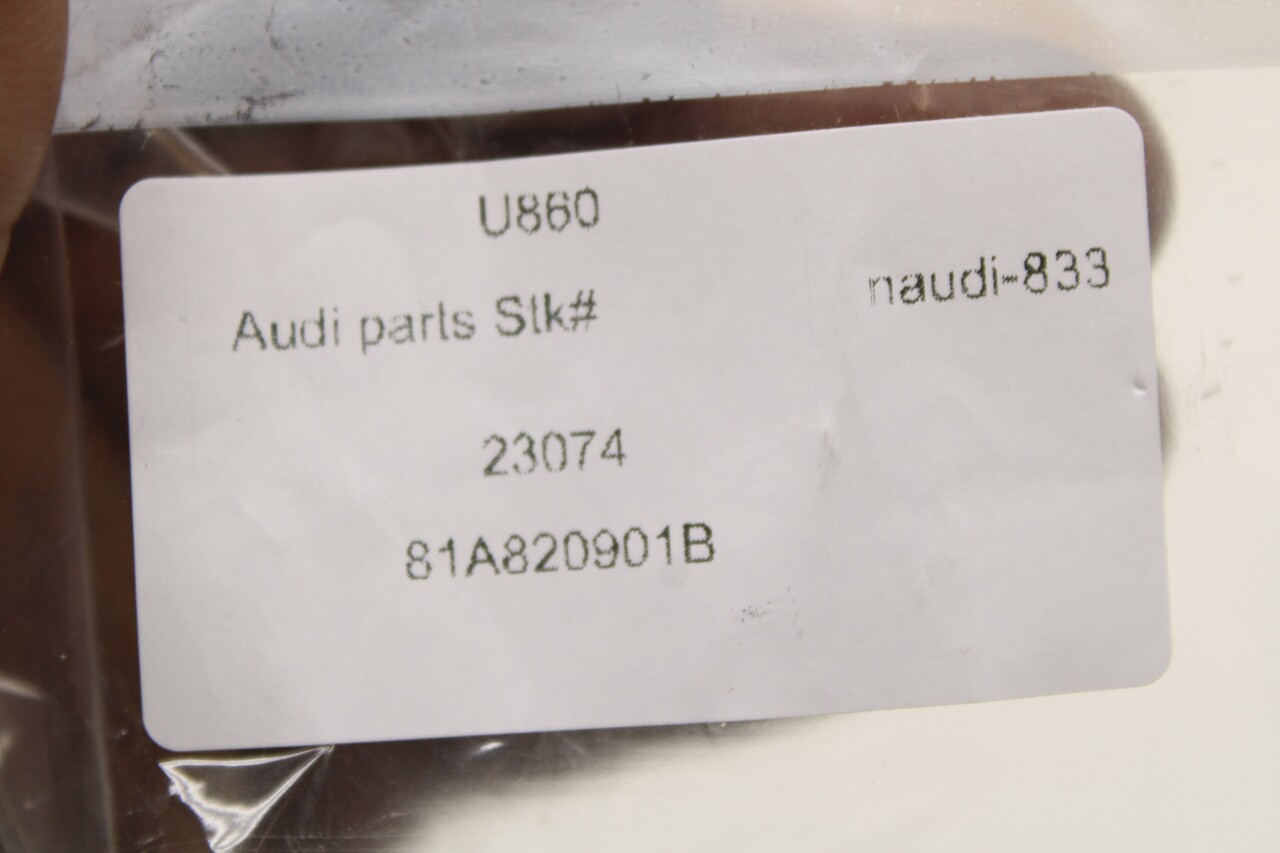 U860
naudi-833
Audi parts Stk#
23074
81A820901B